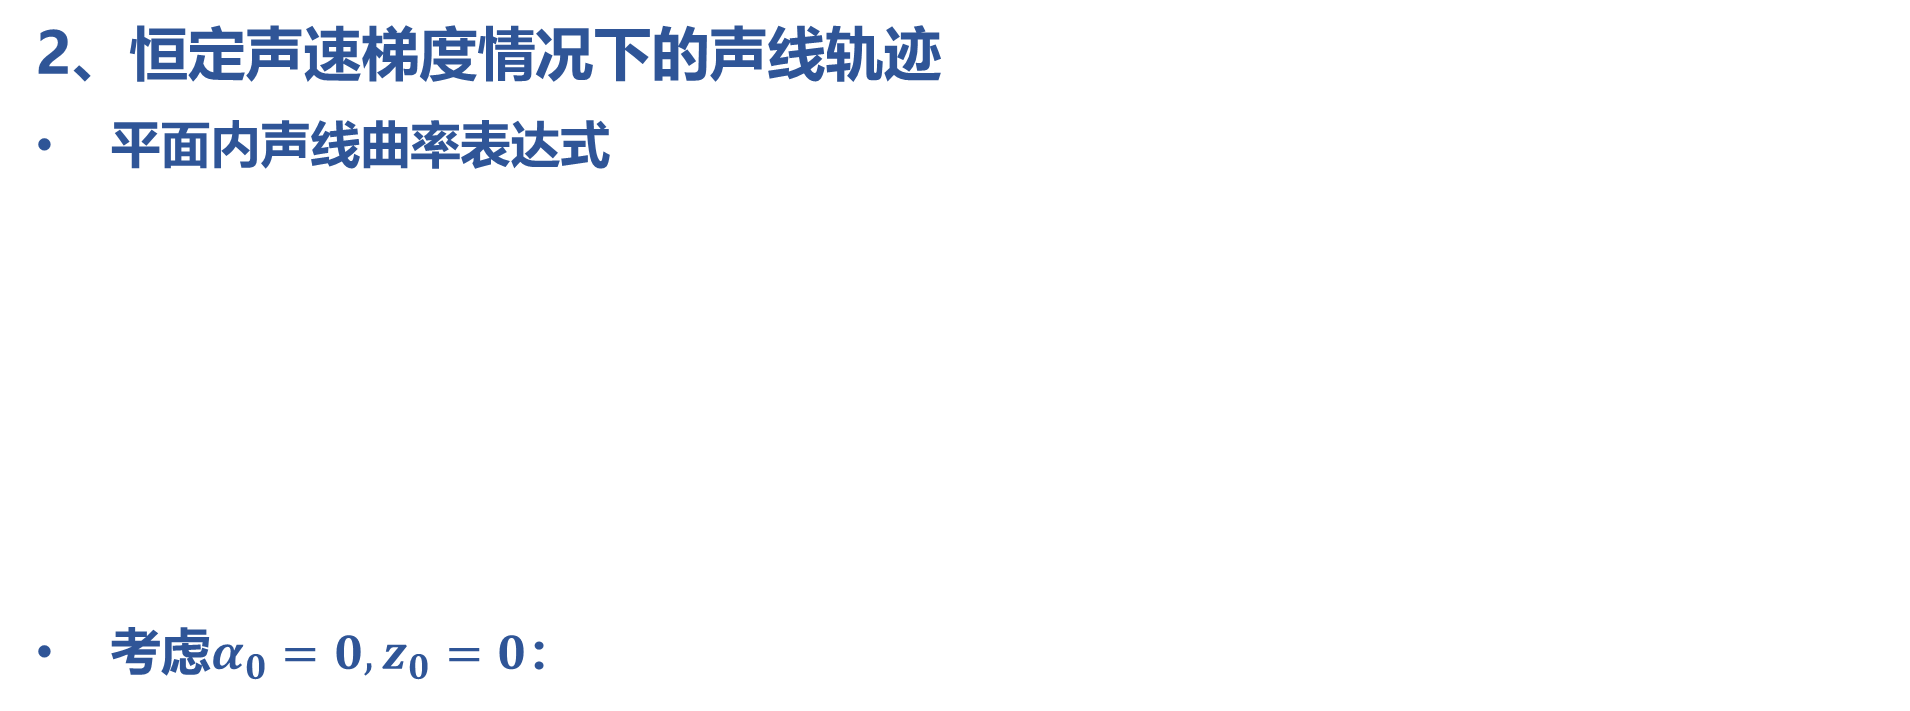 2、恒定声速梯度情况下的声线轨迹
• 平面内声线曲率表达式
• 考虑α₀ = 0, z₀ = 0：